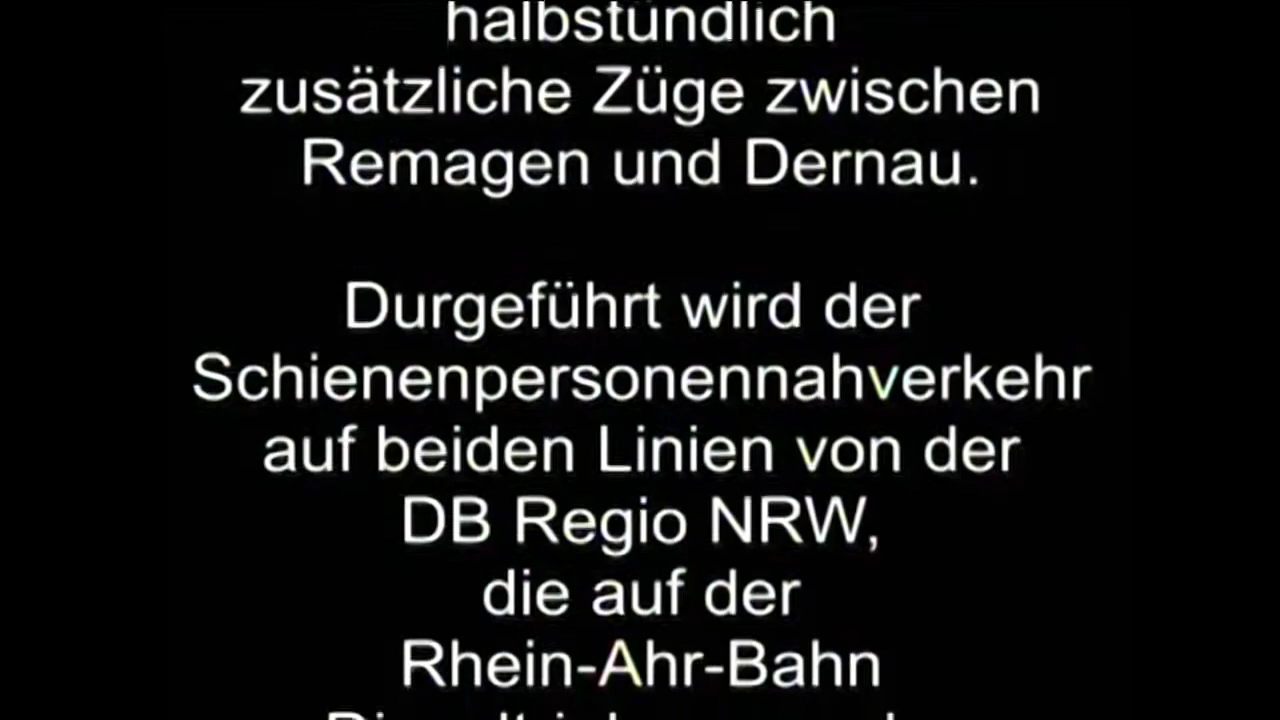 halbstündlich
zusätzliche Züge zwischen
Remagen und Dernau.
Durgeführt wird der
Schienenpersonennahverkehr
auf beiden Linien von der
DB Regio NRW,
die auf der
Rhein-Ahr-Bahn